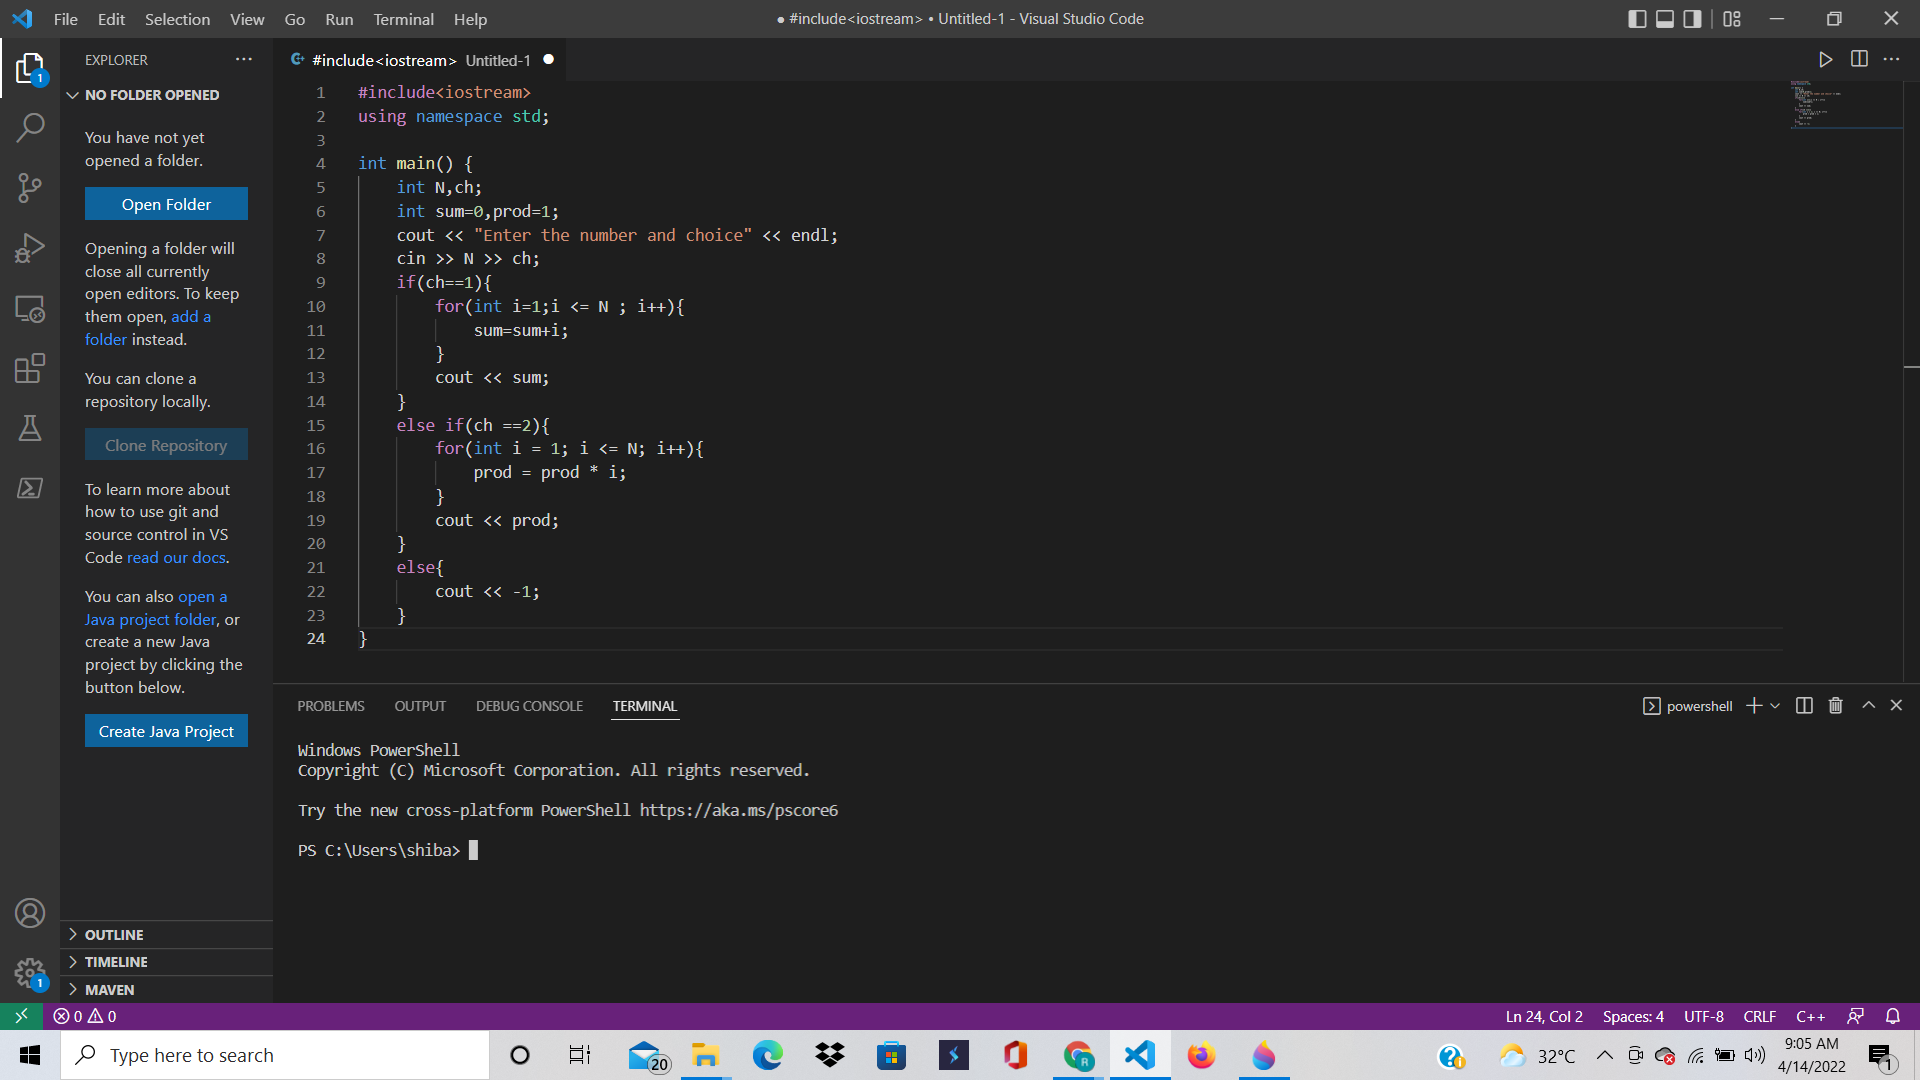 File Edit Selection View Go Run Terminal Help
● #include<iostream> • Untitled-1 - Visual Studio Code
EXPLORER
NO FOLDER OPENED
You have not yet
opened a folder.
Open Folder
Opening a folder will
close all currently
open editors. To keep
them open, add a
folder instead.
You can clone a
repository locally.
Clone Repository
To learn more about
how to use git and
source control in VS
Code read our docs.
You can also open a
Java project folder, or
create a new Java
project by clicking the
button below.
Create Java Project
OUTLINE
TIMELINE
MAVEN
1
1
#include<iostream> Untitled-1
1 #include<iostream>
2 using namespace std;
3
4 int main() {
5 int N,ch;
6 int sum=0,prod=1;
7 cout << "Enter the number and choice" << endl;
8 cin >> N >> ch;
9 if(ch==1){
10 for(int i=1;i <= N ; i++){
11 sum=sum+i;
12 }
13 cout << sum;
14 }
15 else if(ch ==2){
16 for(int i = 1; i <= N; i++){
17 prod = prod * i;
18 }
19 cout << prod;
20 }
21 else{
22 cout << -1;
23 }
24 }
PROBLEMS OUTPUT DEBUG CONSOLE TERMINAL
powershell
Windows PowerShell
Copyright (C) Microsoft Corporation. All rights reserved.
Try the new cross-platform PowerShell https://aka.ms/pscore6
PS C:\Users\shiba>
0 0
Ln 24, Col 2 Spaces: 4 UTF-8 CRLF C++
Type here to search
20
R
32°C
9:05 AM
4/14/2022
1